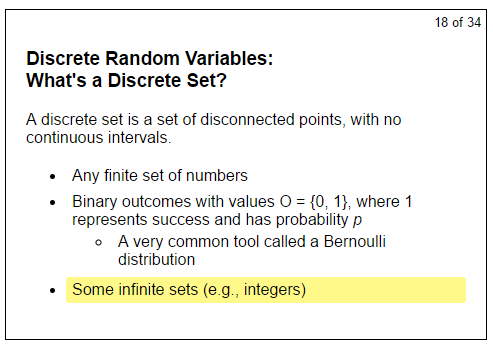 18 of 34
Discrete Random Variables:
What's a Discrete Set?
A discrete set is a set of disconnected points, with no
continuous intervals.
• Any finite set of numbers
• Binary outcomes with values O = {0, 1}, where 1
represents success and has probability p
○ A very common tool called a Bernoulli
distribution
• Some infinite sets (e.g., integers)